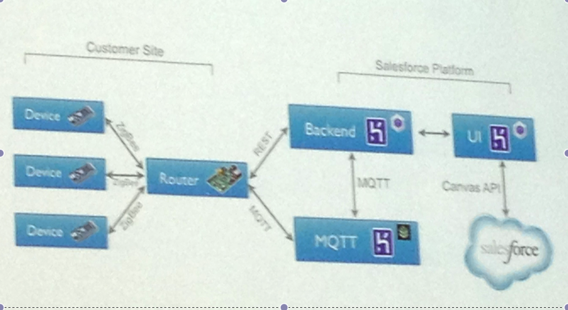 Customer Site
Salesforce Platform
Device
ZigBee
Device
ZigBee
Device
ZigBee
Router
REST
MQTT
Backend
UI
MQTT
Canvas API
MQTT
salesforce